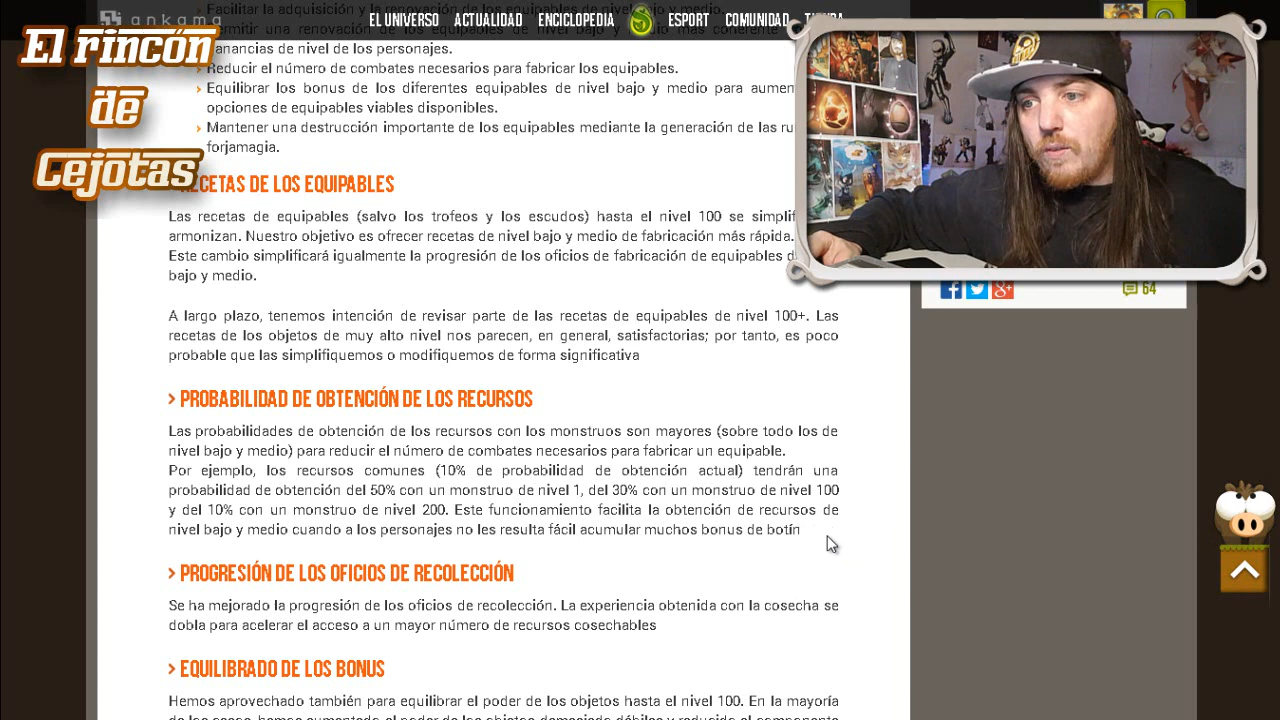 Facilitar la adquisición y la renovación de los equipables de nivel bajo y medio.
ankama EL UNIVERSO ACTUALIDAD ENCICLOPEDIA ESPORT COMUNIDAD TIENDA
El rincón
de
Cejotas
una renovación de los equipables de nivel bajo y medio más coherente
ganancias de nivel de los personajes.
Reducir el número de combates necesarios para fabricar los equipables.
Equilibrar los bonus de los diferentes equipables de nivel bajo y medio para aumen
opciones de equipables viables disponibles.
Mantener una destrucción importante de los equipables mediante la generación de las ru
forjamagia.
RECETAS DE LOS EQUIPABLES
Las recetas de equipables (salvo los trofeos y los escudos) hasta el nivel 100 se simplif
armonizan. Nuestro objetivo es ofrecer recetas de nivel bajo y medio de fabricación más rápida.
Este cambio simplificará igualmente la progresión de los oficios de fabricación de equipables d
bajo y medio.
64
A largo plazo, tenemos intención de revisar parte de las recetas de equipables de nivel 100+. Las
recetas de los objetos de muy alto nivel nos parecen, en general, satisfactorias; por tanto, es poco
probable que las simplifiquemos o modifiquemos de forma significativa
> PROBABILIDAD DE OBTENCIÓN DE LOS RECURSOS
Las probabilidades de obtención de los recursos con los monstruos son mayores (sobre todo los de
nivel bajo y medio) para reducir el número de combates necesarios para fabricar un equipable.
Por ejemplo, los recursos comunes (10% de probabilidad de obtención actual) tendrán una
probabilidad de obtención del 50% con un monstruo de nivel 1, del 30% con un monstruo de nivel 100
y del 10% con un monstruo de nivel 200. Este funcionamiento facilita la obtención de recursos de
nivel bajo y medio cuando a los personajes no les resulta fácil acumular muchos bonus de botín
> PROGRESIÓN DE LOS OFICIOS DE RECOLECCIÓN
Se ha mejorado la progresión de los oficios de recolección. La experiencia obtenida con la cosecha se
dobla para acelerar el acceso a un mayor número de recursos cosechables
> EQUILIBRADO DE LOS BONUS
Hemos aprovechado también para equilibrar el poder de los objetos hasta el nivel 100. En la mayoría